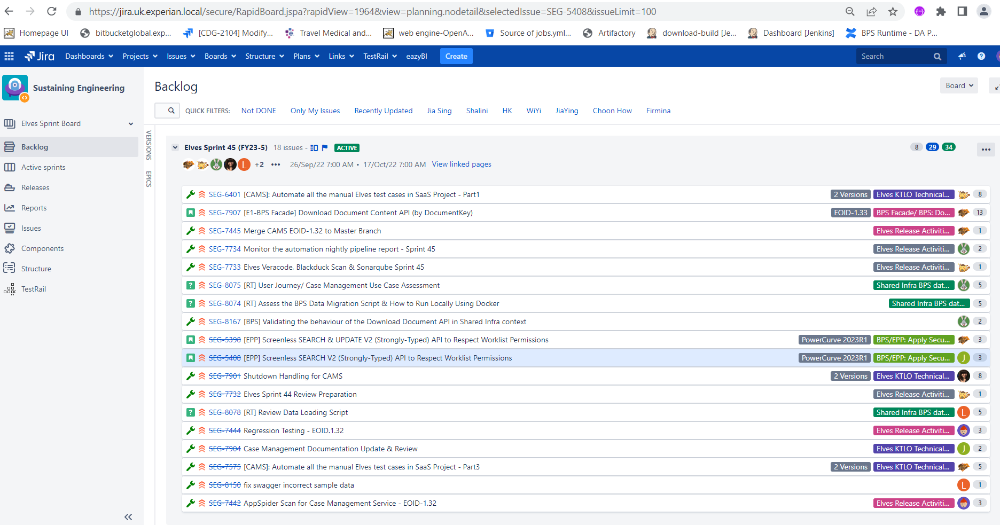 https://jira.uk.experian.local/secure/RapidBoard.jspa?rapidView=1964&view=planning.nodetail&selectedIssue=SEG-5408&issueLimit=100
Homepage UI bitbucketglobal.exp... [CDG-2104] Modify,... Travel Medical and... web engine-OpenA... Source of jobs.yml... Artifactory download-build [Je... Dashboard [Jenkins] BPS Runtime - DA P...
Jira Dashboards Projects Issues Boards Structure Plans Links TestRail eazyBI Create Search
Sustaining Engineering
Elves Sprint Board
Backlog
Active sprints
Releases
Reports
Issues
Components
Structure
TestRail
VERSIONS
EPICS
Backlog
Board
QUICK FILTERS: Not DONE Only My Issues Recently Updated Jia Sing Shalini HK WiYi JiaYing Choon How Firmina
Elves Sprint 45 (FY23-5) 18 issues - ACTIVE 8 29 34
L +2 26/Sep/22 7:00 AM • 17/Oct/22 7:00 AM View linked pages
SEG-6401 [CAMS]: Automate all the manual Elves test cases in SaaS Project - Part1 2 Versions Elves KTLO Technical... 8
SEG-7907 [E1-BPS Facade] Download Document Content API (by DocumentKey) EOID-1.33 BPS Facade/ BPS: Do... 13
SEG-7445 Merge CAMS EOID-1.32 to Master Branch Elves Release Activiti... 1
SEG-7734 Monitor the automation nightly pipeline report - Sprint 45 Elves Release Activiti... 2
SEG-7733 Elves Veracode, Blackduck Scan & Sonarqube Sprint 45 Elves Release Activiti... 1
SEG-8075 [RT] User Journey/ Case Management Use Case Assessment Shared Infra BPS dat... 5
SEG-8074 [RT] Assess the BPS Data Migration Script & How to Run Locally Using Docker Shared Infra BPS dat... 5
SEG-8167 [BPS] Validating the behaviour of the Download Document API in Shared Infra context 2
SEG-5398 [EPP] Screenless SEARCH & UPDATE V2 (Strongly-Typed) API to Respect Worklist Permissions PowerCurve 2023R1 BPS/EPP: Apply Secu... 3
SEG-5408 [EPP] Screenless SEARCH V2 (Strongly-Typed) API to Respect Worklist Permissions PowerCurve 2023R1 BPS/EPP: Apply Secu... J 3
SEG-7901 Shutdown Handling for CAMS 2 Versions Elves KTLO Technical... 8
SEG-7732 Elves Sprint 44 Review Preparation Elves Release Activiti... 1
SEG-8078 [RT] Review Data Loading Script Shared Infra BPS dat... L 5
SEG-7444 Regression Testing - EOID.1.32 Elves Release Activiti... 3
SEG-7904 Case Management Documentation Update & Review Elves KTLO Technical... J 2
SEG-7575 [CAMS]: Automate all the manual Elves test cases in SaaS Project - Part3 2 Versions Elves KTLO Technical... 5
SEG-8150 fix swagger incorrect sample data L 1
SEG-7442 AppSpider Scan for Case Management Service - EOID-1.32 Elves Release Activiti... 3